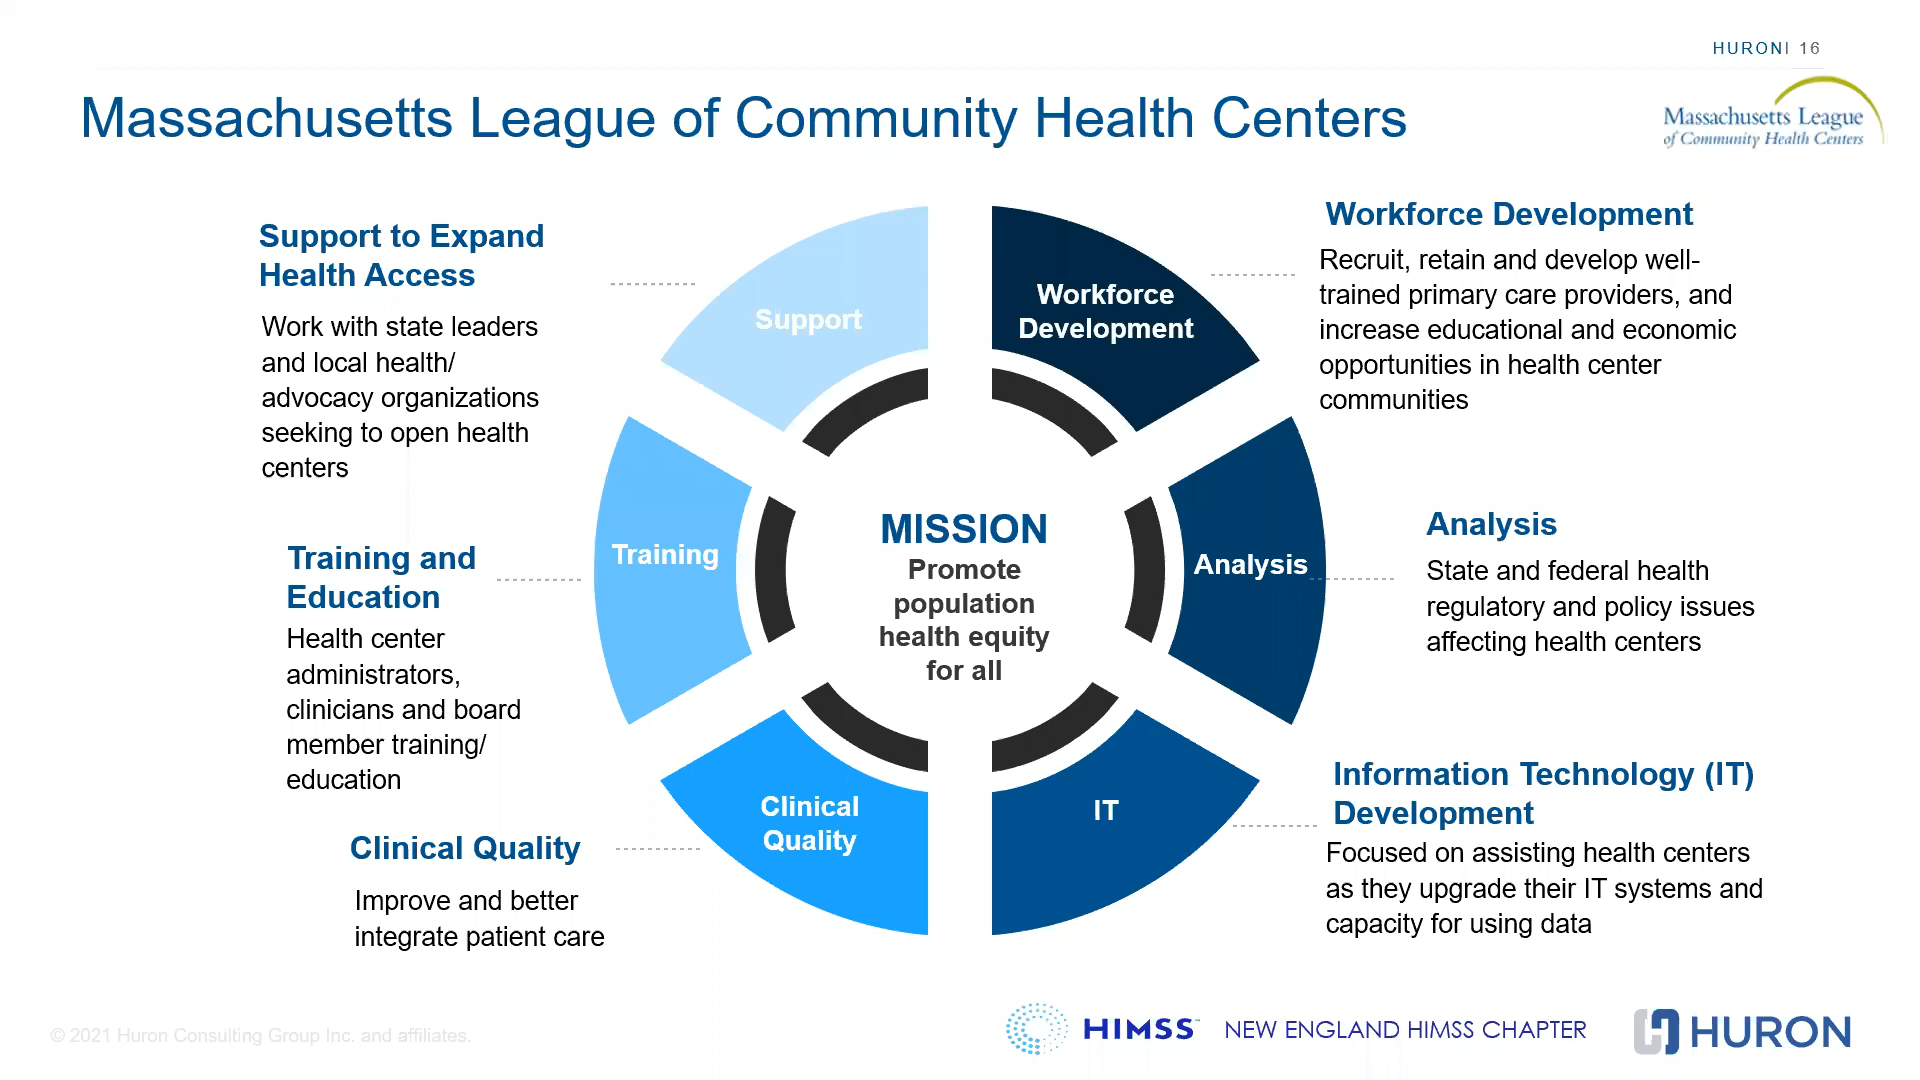 HURON| 16
Massachusetts League of Community Health Centers
Massachusetts League
of Community Health Centers
Support to Expand
Health Access
Work with state leaders
and local health/
advocacy organizations
seeking to open health
centers
Training and
Education
Health center
administrators,
clinicians and board
member training/
education
Clinical Quality
Improve and better
integrate patient care
Support
Workforce
Development
Training
Analysis
Clinical
Quality
IT
MISSION
Promote
population
health equity
for all
Workforce Development
Recruit, retain and develop well-
trained primary care providers, and
increase educational and economic
opportunities in health center
communities
Analysis
State and federal health
regulatory and policy issues
affecting health centers
Information Technology (IT)
Development
Focused on assisting health centers
as they upgrade their IT systems and
capacity for using data
© 2021 Huron Consulting Group Inc. and affiliates.
HIMSS™ NEW ENGLAND HIMSS CHAPTER
HURON